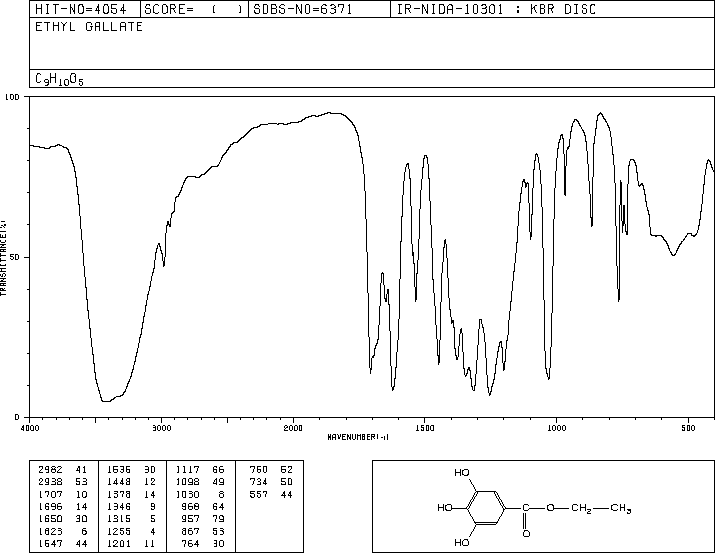 HIT-NO=4054 SCORE= ( ) SDBS-NO=6371 IR-NIDA-10301 : KBR DISC
ETHYL GALLATE
C9H10O5
100
50
0
TRANSMITTANCE(%)
4000 3000 2000 1500 1000 500
WAVENUMBER(-1)
2982 41 1536 30 1117 66 760 62
2938 53 1448 12 1098 49 734 50
1707 10 1378 14 1030 8 557 44
1696 14 1346 9 968 64
1650 30 1315 5 957 79
1623 6 1255 4 867 53
1547 44 1201 11 764 30
HO
HO
HO
C
O
O
CH2
CH3